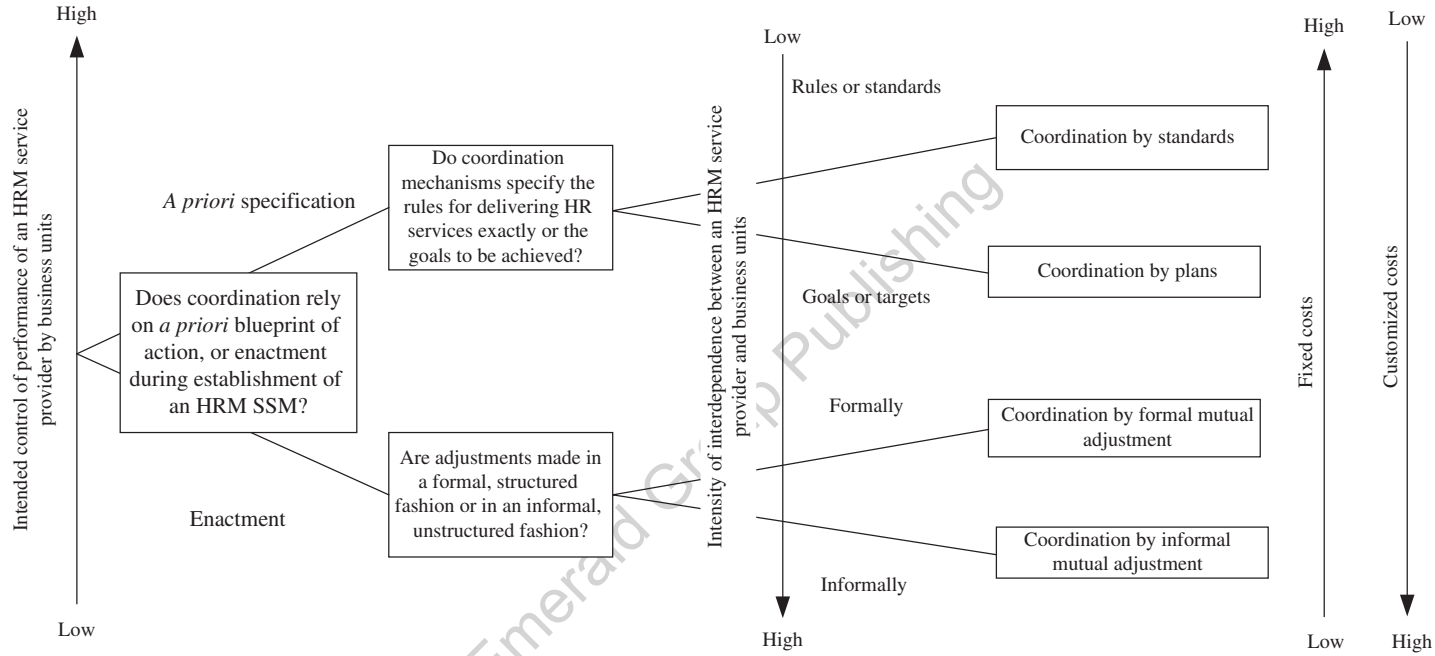 High
Intended control of performance of an HRM service
provider by business units
Low
A priori specification
Does coordination rely
on a priori blueprint of
action, or enactment
during establishment of
an HRM SSM?
Enactment
Do coordination
mechanisms specify the
rules for delivering HR
services exactly or the
goals to be achieved?
Are adjustments made in
a formal, structured
fashion or in an informal,
unstructured fashion?
Low
Intensity of interdependence between an HRM service
provider and business units
High
Rules or standards
Goals or targets
Formally
Informally
Coordination by standards
Coordination by plans
Coordination by formal mutual
adjustment
Coordination by informal
mutual adjustment
High
Fixed costs
Low
Low
Customized costs
High
Emerald Group Publishing